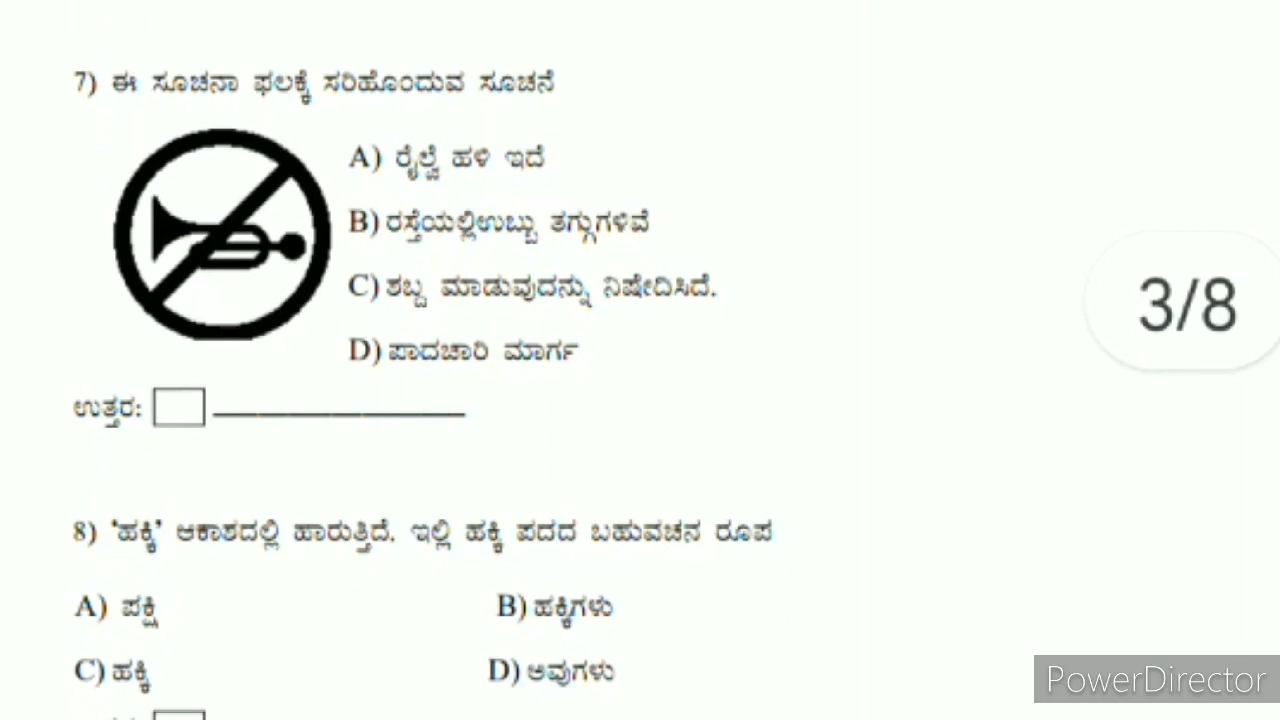 7) ಈ ಸೂಚನಾ ಫಲಕ್ಕೆ ಸರಿಹೊಂದುವ ಸೂಚನೆ
A) ರೈಲ್ವೆ ಹಳಿ ಇದೆ
B) ರಸ್ತೆಯಲ್ಲಿಉಬ್ಬು ತಗ್ಗುಗಳಿವೆ
C) ಶಬ್ದ ಮಾಡುವುದನ್ನು ನಿಷೇದಿಸಿದೆ.
D) ಪಾದಚಾರಿ ಮಾರ್ಗ
3/8
ಉತ್ತರ:
8) ‘ಹಕ್ಕಿ’ ಆಕಾಶದಲ್ಲಿ ಹಾರುತ್ತಿದೆ. ಇಲ್ಲಿ ಹಕ್ಕಿ ಪದದ ಬಹುವಚನ ರೂಪ
A) ಪಕ್ಷಿ B) ಹಕ್ಕಿಗಳು
C) ಹಕ್ಕಿ D) ಅವುಗಳು
PowerDirector